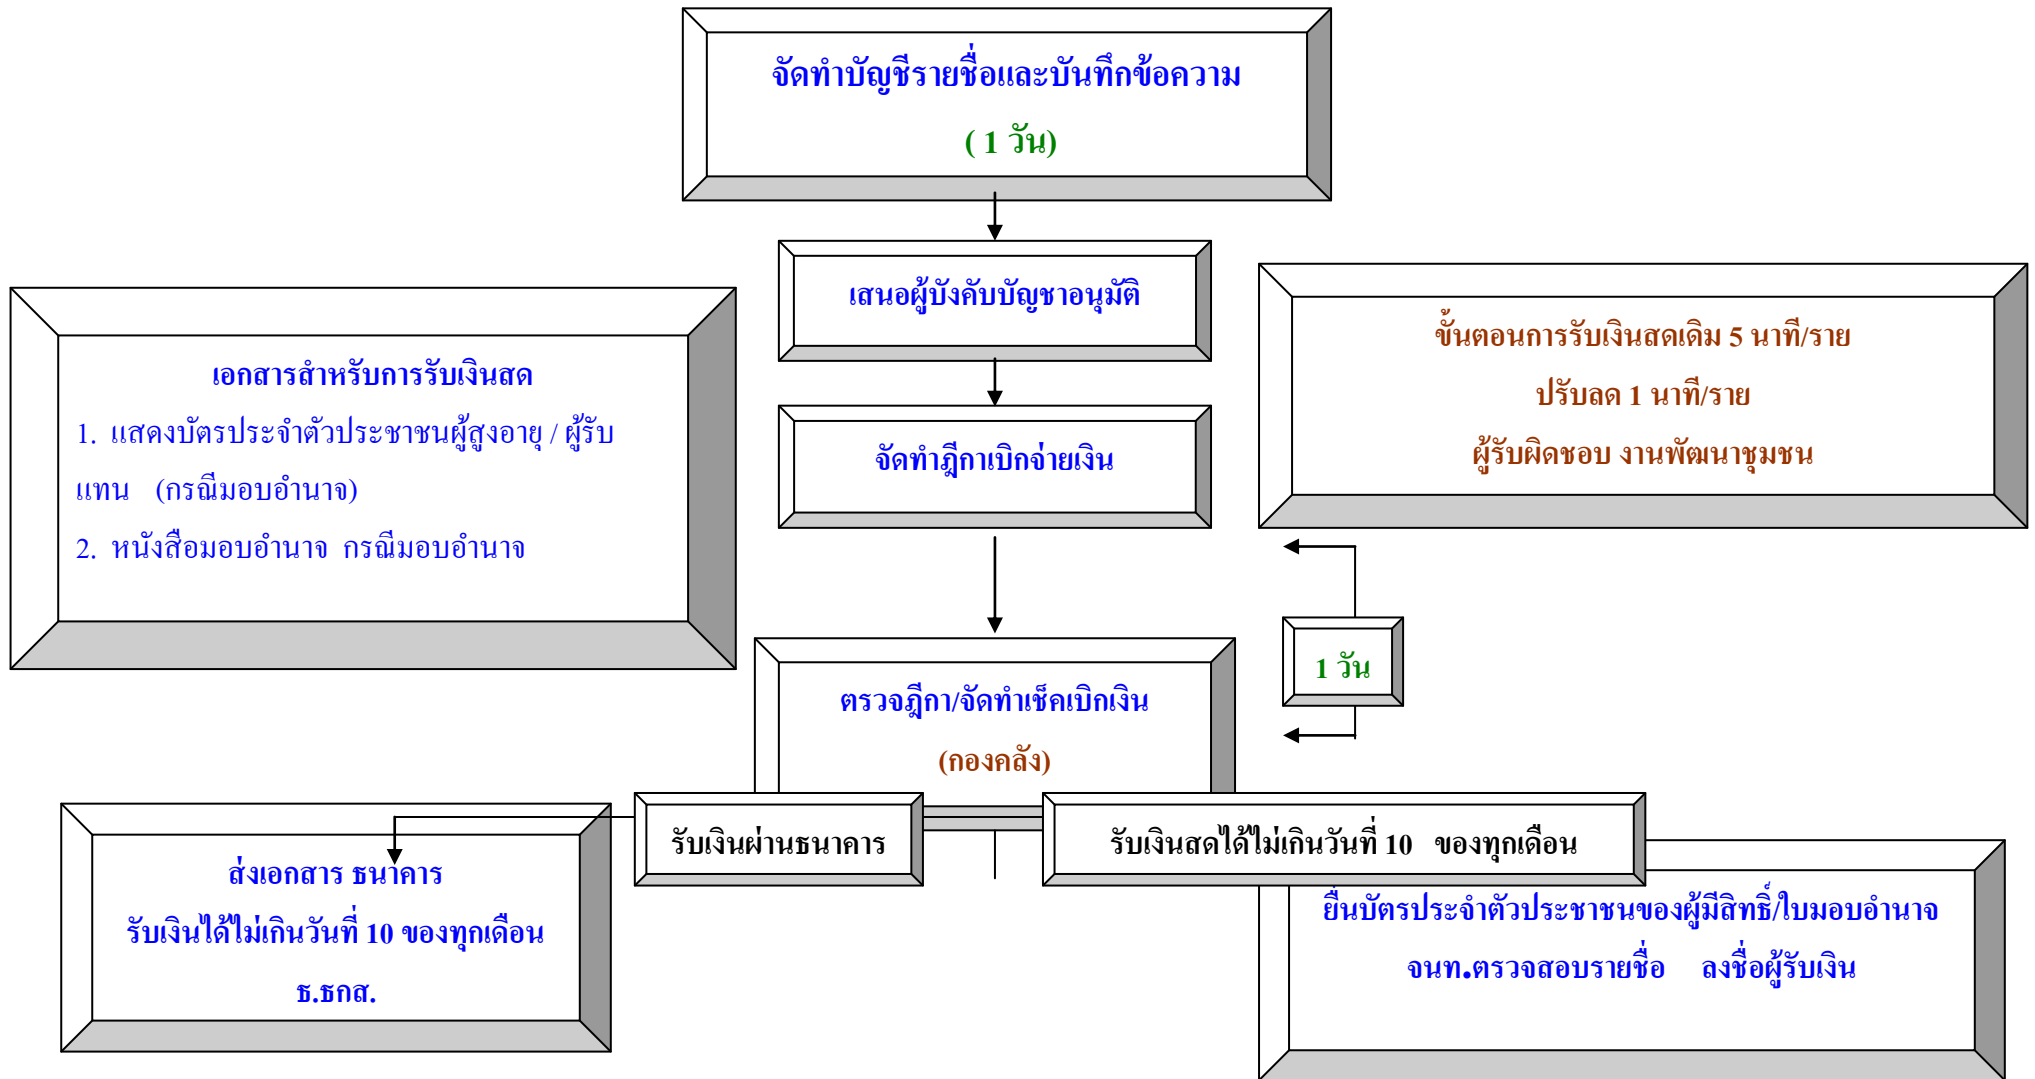 จัดทำบัญชีรายชื่อและบันทึกข้อความ
( 1 วัน)
เสนอผู้บังคับบัญชาอนุมัติ
เอกสารสำหรับการรับเงินสด
1. แสดงบัตรประจำตัวประชาชนผู้สูงอายุ / ผู้รับ
แทน (กรณีมอบอำนาจ)
2. หนังสือมอบอำนาจ กรณีมอบอำนาจ
ขั้นตอนการรับเงินสดเดิม 5 นาที/ราย
ปรับลด 1 นาที/ราย
ผู้รับผิดชอบ งานพัฒนาชุมชน
จัดทำฎีกาเบิกจ่ายเงิน
1 วัน
ตรวจฎีกา/จัดทำเช็คเบิกเงิน
(กองคลัง)
รับเงินผ่านธนาคาร
รับเงินสดได้ไม่เกินวันที่ 10 ของทุกเดือน
ส่งเอกสาร ธนาคาร
รับเงินได้ไม่เกินวันที่ 10 ของทุกเดือน
ธ.ธกส.
ยื่นบัตรประจำตัวประชาชนของผู้มีสิทธิ์/ใบมอบอำนาจ
จนท.ตรวจสอบรายชื่อ ลงชื่อผู้รับเงิน